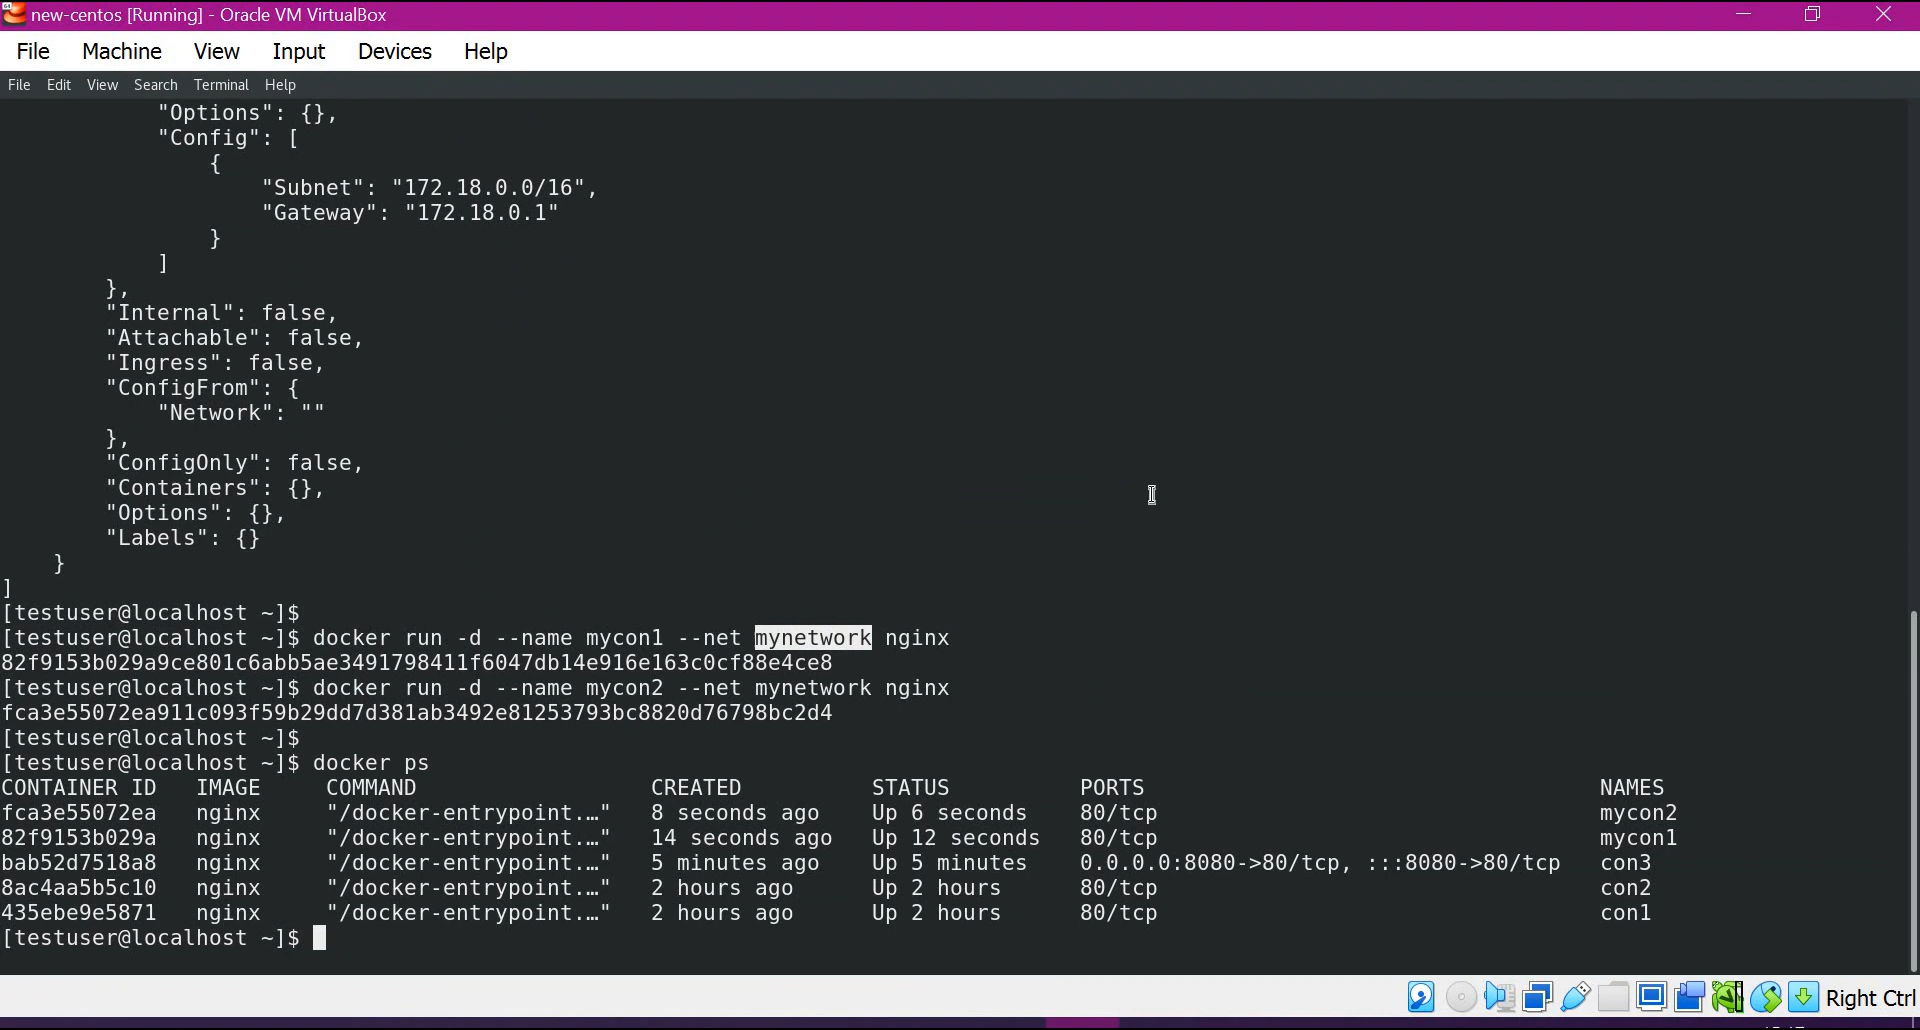 new-centos [Running] - Oracle VM VirtualBox
File Machine View Input Devices Help
File Edit View Search Terminal Help
            "Options": {},
            "Config": [
                {
                    "Subnet": "172.18.0.0/16",
                    "Gateway": "172.18.0.1"
                }
            ]
        },
        "Internal": false,
        "Attachable": false,
        "Ingress": false,
        "ConfigFrom": {
            "Network": ""
        },
        "ConfigOnly": false,
        "Containers": {},
        "Options": {},
        "Labels": {}
    }
]
[testuser@localhost ~]$
[testuser@localhost ~]$ docker run -d --name mycon1 --net mynetwork nginx
82f9153b029a9ce801c6abb5ae3491798411f6047db14e916e163c0cf88e4ce8
[testuser@localhost ~]$ docker run -d --name mycon2 --net mynetwork nginx
fca3e55072ea911c093f59b29dd7d381ab3492e81253793bc8820d76798bc2d4
[testuser@localhost ~]$
[testuser@localhost ~]$ docker ps
CONTAINER ID   IMAGE     COMMAND                  CREATED          STATUS          PORTS                                   NAMES
fca3e55072ea   nginx     "/docker-entrypoint.…"   8 seconds ago    Up 6 seconds    80/tcp                                  mycon2
82f9153b029a   nginx     "/docker-entrypoint.…"   14 seconds ago   Up 12 seconds   80/tcp                                  mycon1
bab52d7518a8   nginx     "/docker-entrypoint.…"   5 minutes ago    Up 5 minutes    0.0.0.0:8080->80/tcp, :::8080->80/tcp   con3
8ac4aa5b5c10   nginx     "/docker-entrypoint.…"   2 hours ago      Up 2 hours      80/tcp                                  con2
435ebe9e5871   nginx     "/docker-entrypoint.…"   2 hours ago      Up 2 hours      80/tcp                                  con1
[testuser@localhost ~]$
Right Ctrl